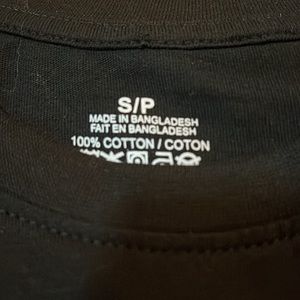 S/P
MADE IN BANGLADESH
FAIT EN BANGLADESH
100% COTTON / COTON